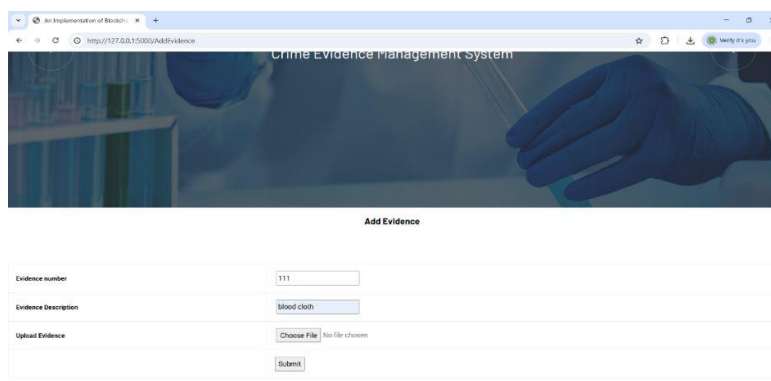 An Implementation of Blockcha
http://127.0.0.1:5000/AddEvidence
Verify it's you
Crime Evidence Management System
Add Evidence
Evidence number 111
Evidence Description blood cloth
Upload Evidence Choose File No file chosen
Submit